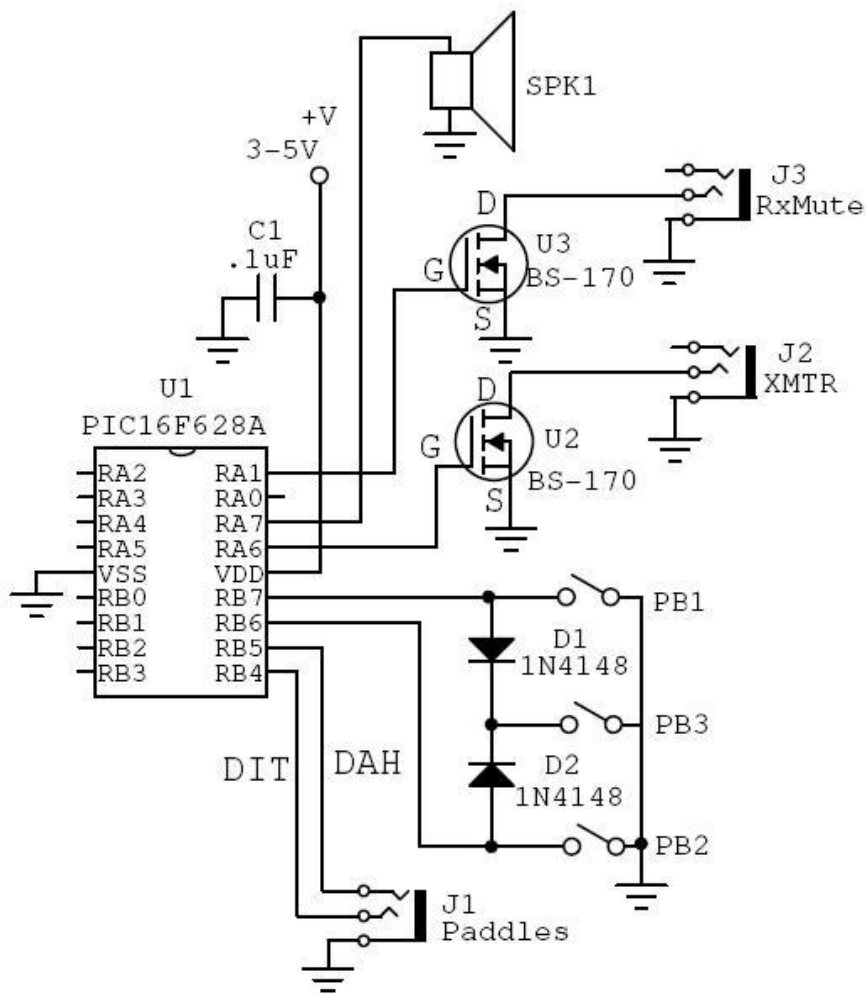 SPK1
+V
3-5V
C1
.1uF
D
G
S
U3
BS-170
J3
RxMute
U1
PIC16F628A
D
G
S
U2
BS-170
J2
XMTR
RA2 RA1
RA3 RA0
RA4 RA7
RA5 RA6
VSS VDD
RB0 RB7
RB1 RB6
RB2 RB5
RB3 RB4
PB1
D1
1N4148
PB3
D2
1N4148
PB2
DIT DAH
J1
Paddles